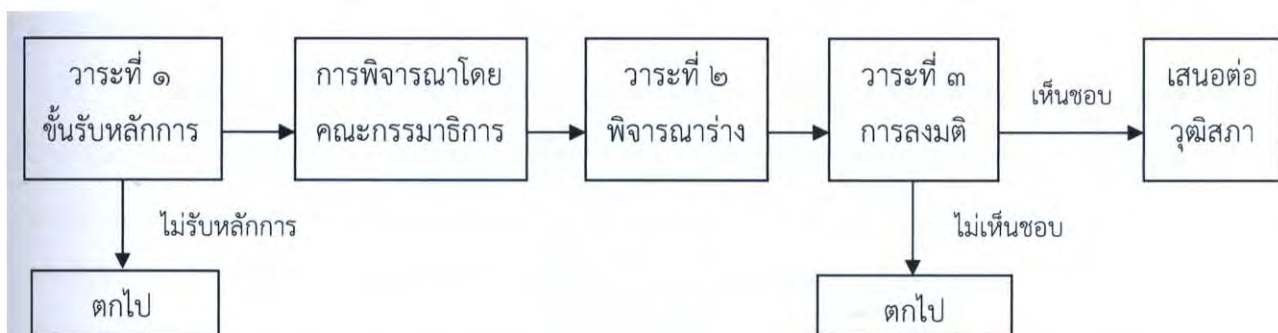 วาระที่ ๑
ขั้นรับหลักการ
การพิจารณาโดย
คณะกรรมาธิการ
วาระที่ ๒
พิจารณาร่าง
วาระที่ ๓
การลงมติ
เห็นชอบ
เสนอต่อ
วุฒิสภา
ไม่รับหลักการ
ไม่เห็นชอบ
ตกไป
ตกไป